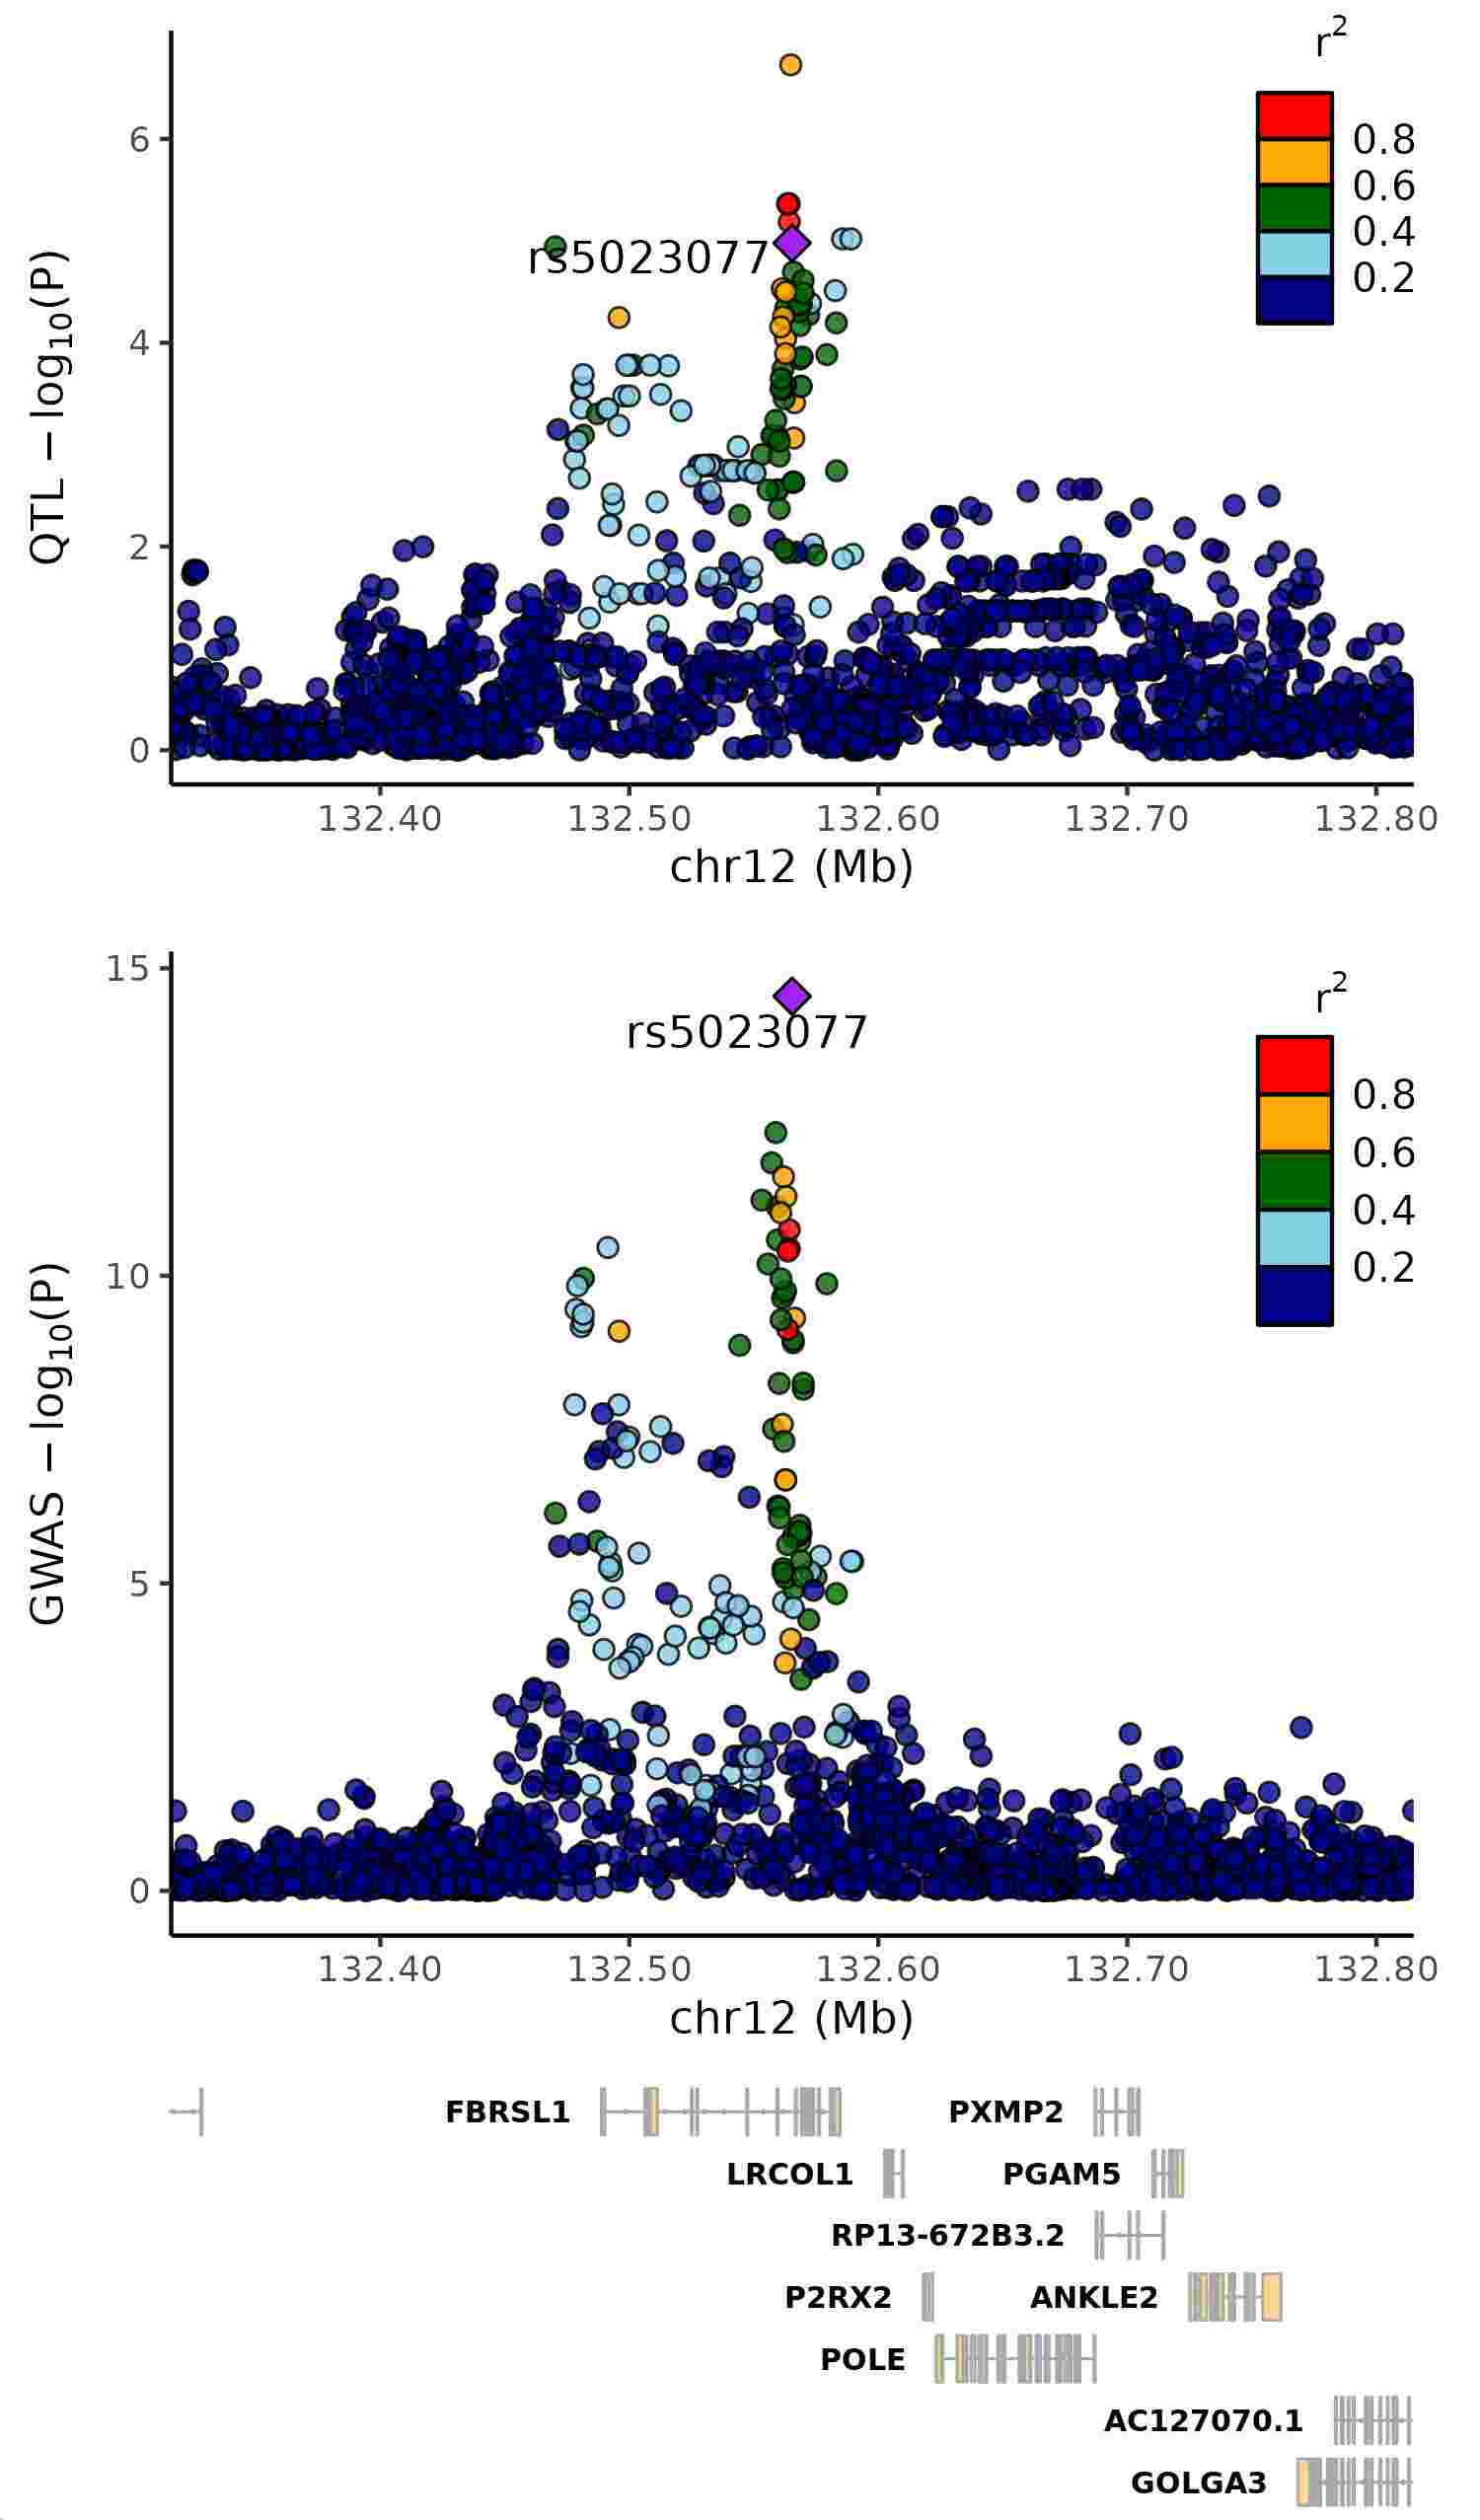 r²
0.8
0.6
0.4
0.2
6
4
2
0
QTL −log₁₀(P)
rs5023077
132.40 132.50 132.60 132.70 132.80
chr12 (Mb)
r²
0.8
0.6
0.4
0.2
15
10
5
0
GWAS −log₁₀(P)
rs5023077
132.40 132.50 132.60 132.70 132.80
chr12 (Mb)
FBRSL1 PXMP2
LRCOL1 PGAM5
RP13-672B3.2
P2RX2 ANKLE2
POLE
AC127070.1
GOLGA3